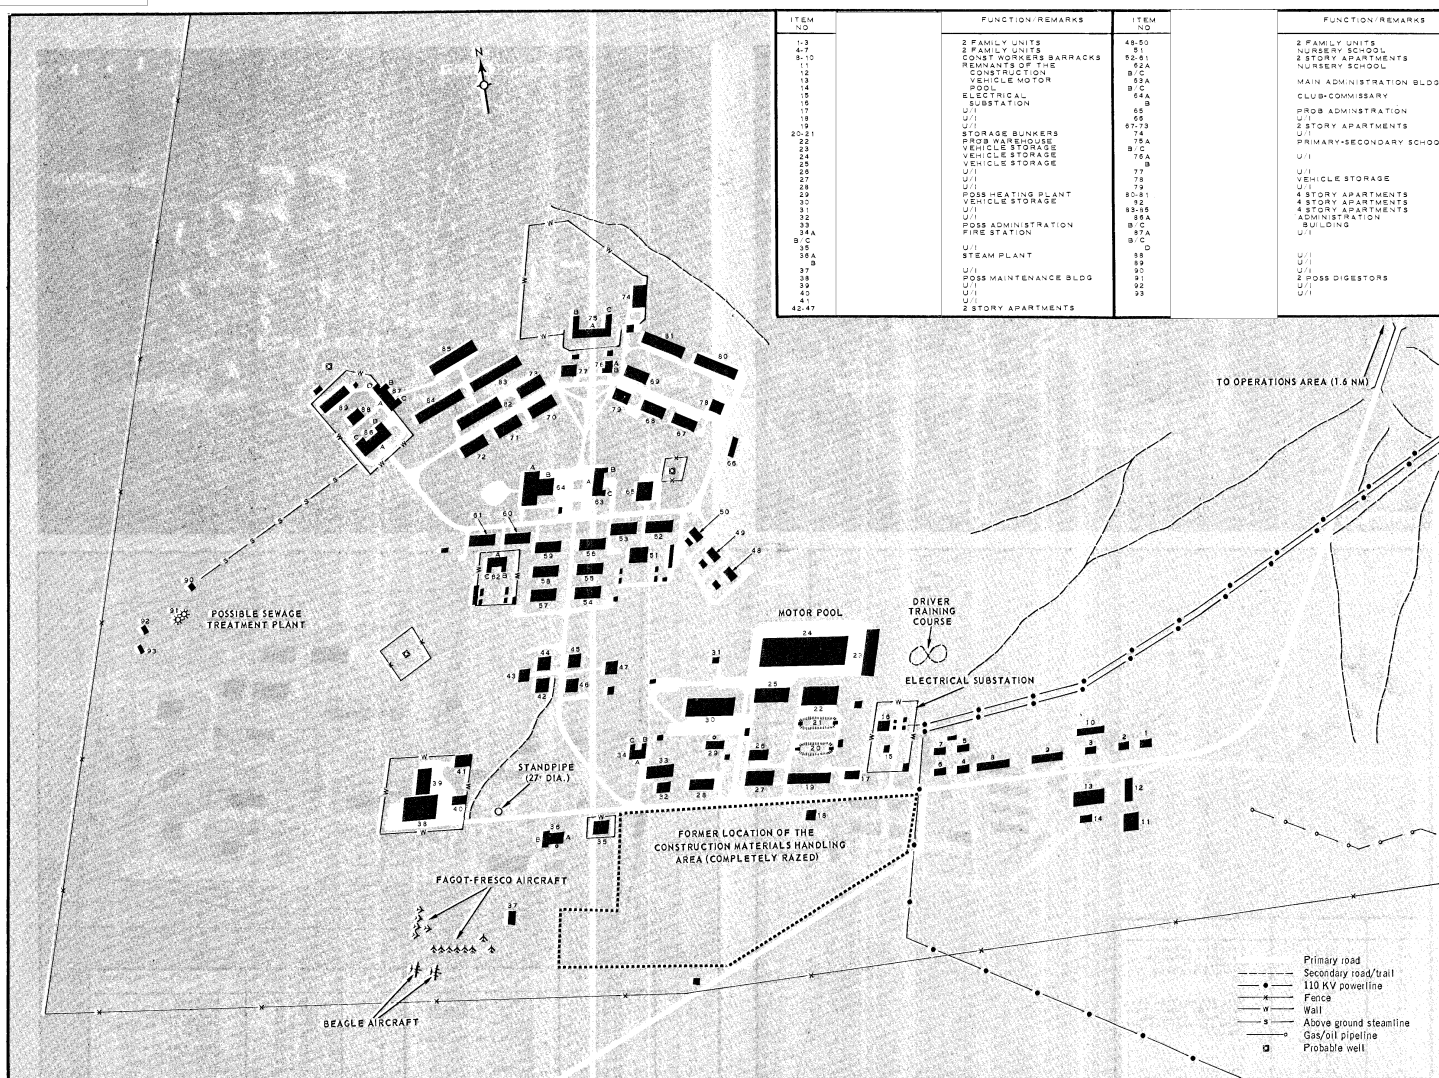 ITEM NO
FUNCTION/REMARKS
1-3 2 FAMILY UNITS
4-7 2 FAMILY UNITS
8-10 CONST WORKERS BARRACKS
11 REMNANTS OF THE
12 CONSTRUCTION
13 VEHICLE MOTOR
14 POOL
15 ELECTRICAL
16 SUBSTATION
17 U/I
18 U/I
19 U/I
20-21 STORAGE BUNKERS
22 PROB WAREHOUSE
23 VEHICLE STORAGE
24 VEHICLE STORAGE
25 VEHICLE STORAGE
26 U/I
27 U/I
28 U/I
29 POSS HEATING PLANT
30 VEHICLE STORAGE
31 U/I
32 U/I
33 POSS ADMINISTRATION
34A FIRE STATION
B/C
35 U/I
36A STEAM PLANT
B
37 U/I
38 POSS MAINTENANCE BLDG
39 U/I
40 U/I
41 U/I
42-47 2 STORY APARTMENTS
ITEM NO
FUNCTION/REMARKS
48-50 2 FAMILY UNITS
51 NURSERY SCHOOL
52-61 2 STORY APARTMENTS
62A NURSERY SCHOOL
B/C
63A MAIN ADMINISTRATION BLDG
B/C
64A CLUB-COMMISSARY
B
65 PROB ADMINSTRATION
66 U/I
67-73 2 STORY APARTMENTS
74 U/I
75A PRIMARY-SECONDARY SCHOO
B/C
76A U/I
B
77 U/I
78 VEHICLE STORAGE
79 U/I
80-81 4 STORY APARTMENTS
82 4 STORY APARTMENTS
83-85 4 STORY APARTMENTS
86A ADMINISTRATION
B/C BUILDING
87A U/I
B/C
D
88 U/I
89 U/I
90 U/I
91 2 POSS DIGESTORS
92 U/I
93 U/I
N
TO OPERATIONS AREA (1.6 NM)
POSSIBLE SEWAGE
TREATMENT PLANT
MOTOR POOL
DRIVER
TRAINING
COURSE
ELECTRICAL SUBSTATION
STANDPIPE
(27' DIA.)
FORMER LOCATION OF THE
CONSTRUCTION MATERIALS HANDLING
AREA (COMPLETELY RAZED)
FAGOT-FRESCO AIRCRAFT
BEAGLE AIRCRAFT
Primary road
Secondary road/trail
110 KV powerline
Fence
Wall
Above ground steamline
Gas/oil pipeline
Probable well